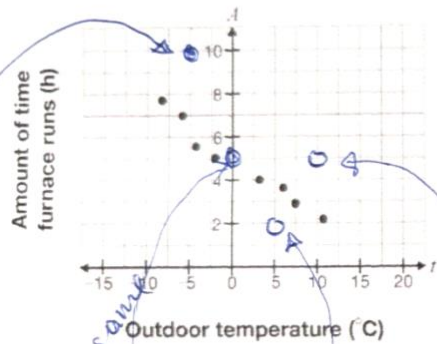 A
10
8
6
4
2
Amount of time
furnace runs (h)
-15 -10 -5 0 5 10 15 20 t
same
Outdoor temperature (°C)